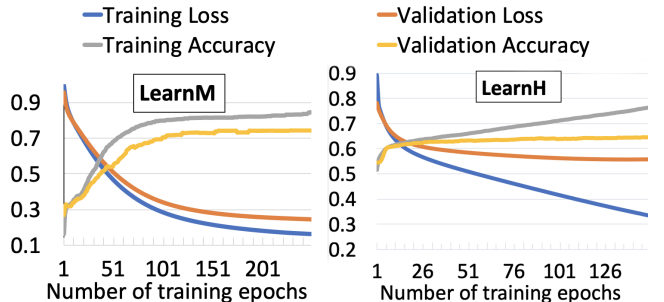 Training Loss
Validation Loss
Training Accuracy
Validation Accuracy
LearnM
0.9
0.7
0.5
0.3
0.1
1 51 101 151 201
Number of training epochs
LearnH
0.9
0.8
0.7
0.6
0.5
0.4
0.3
0.2
1 26 51 76 101 126
Number of training epochs